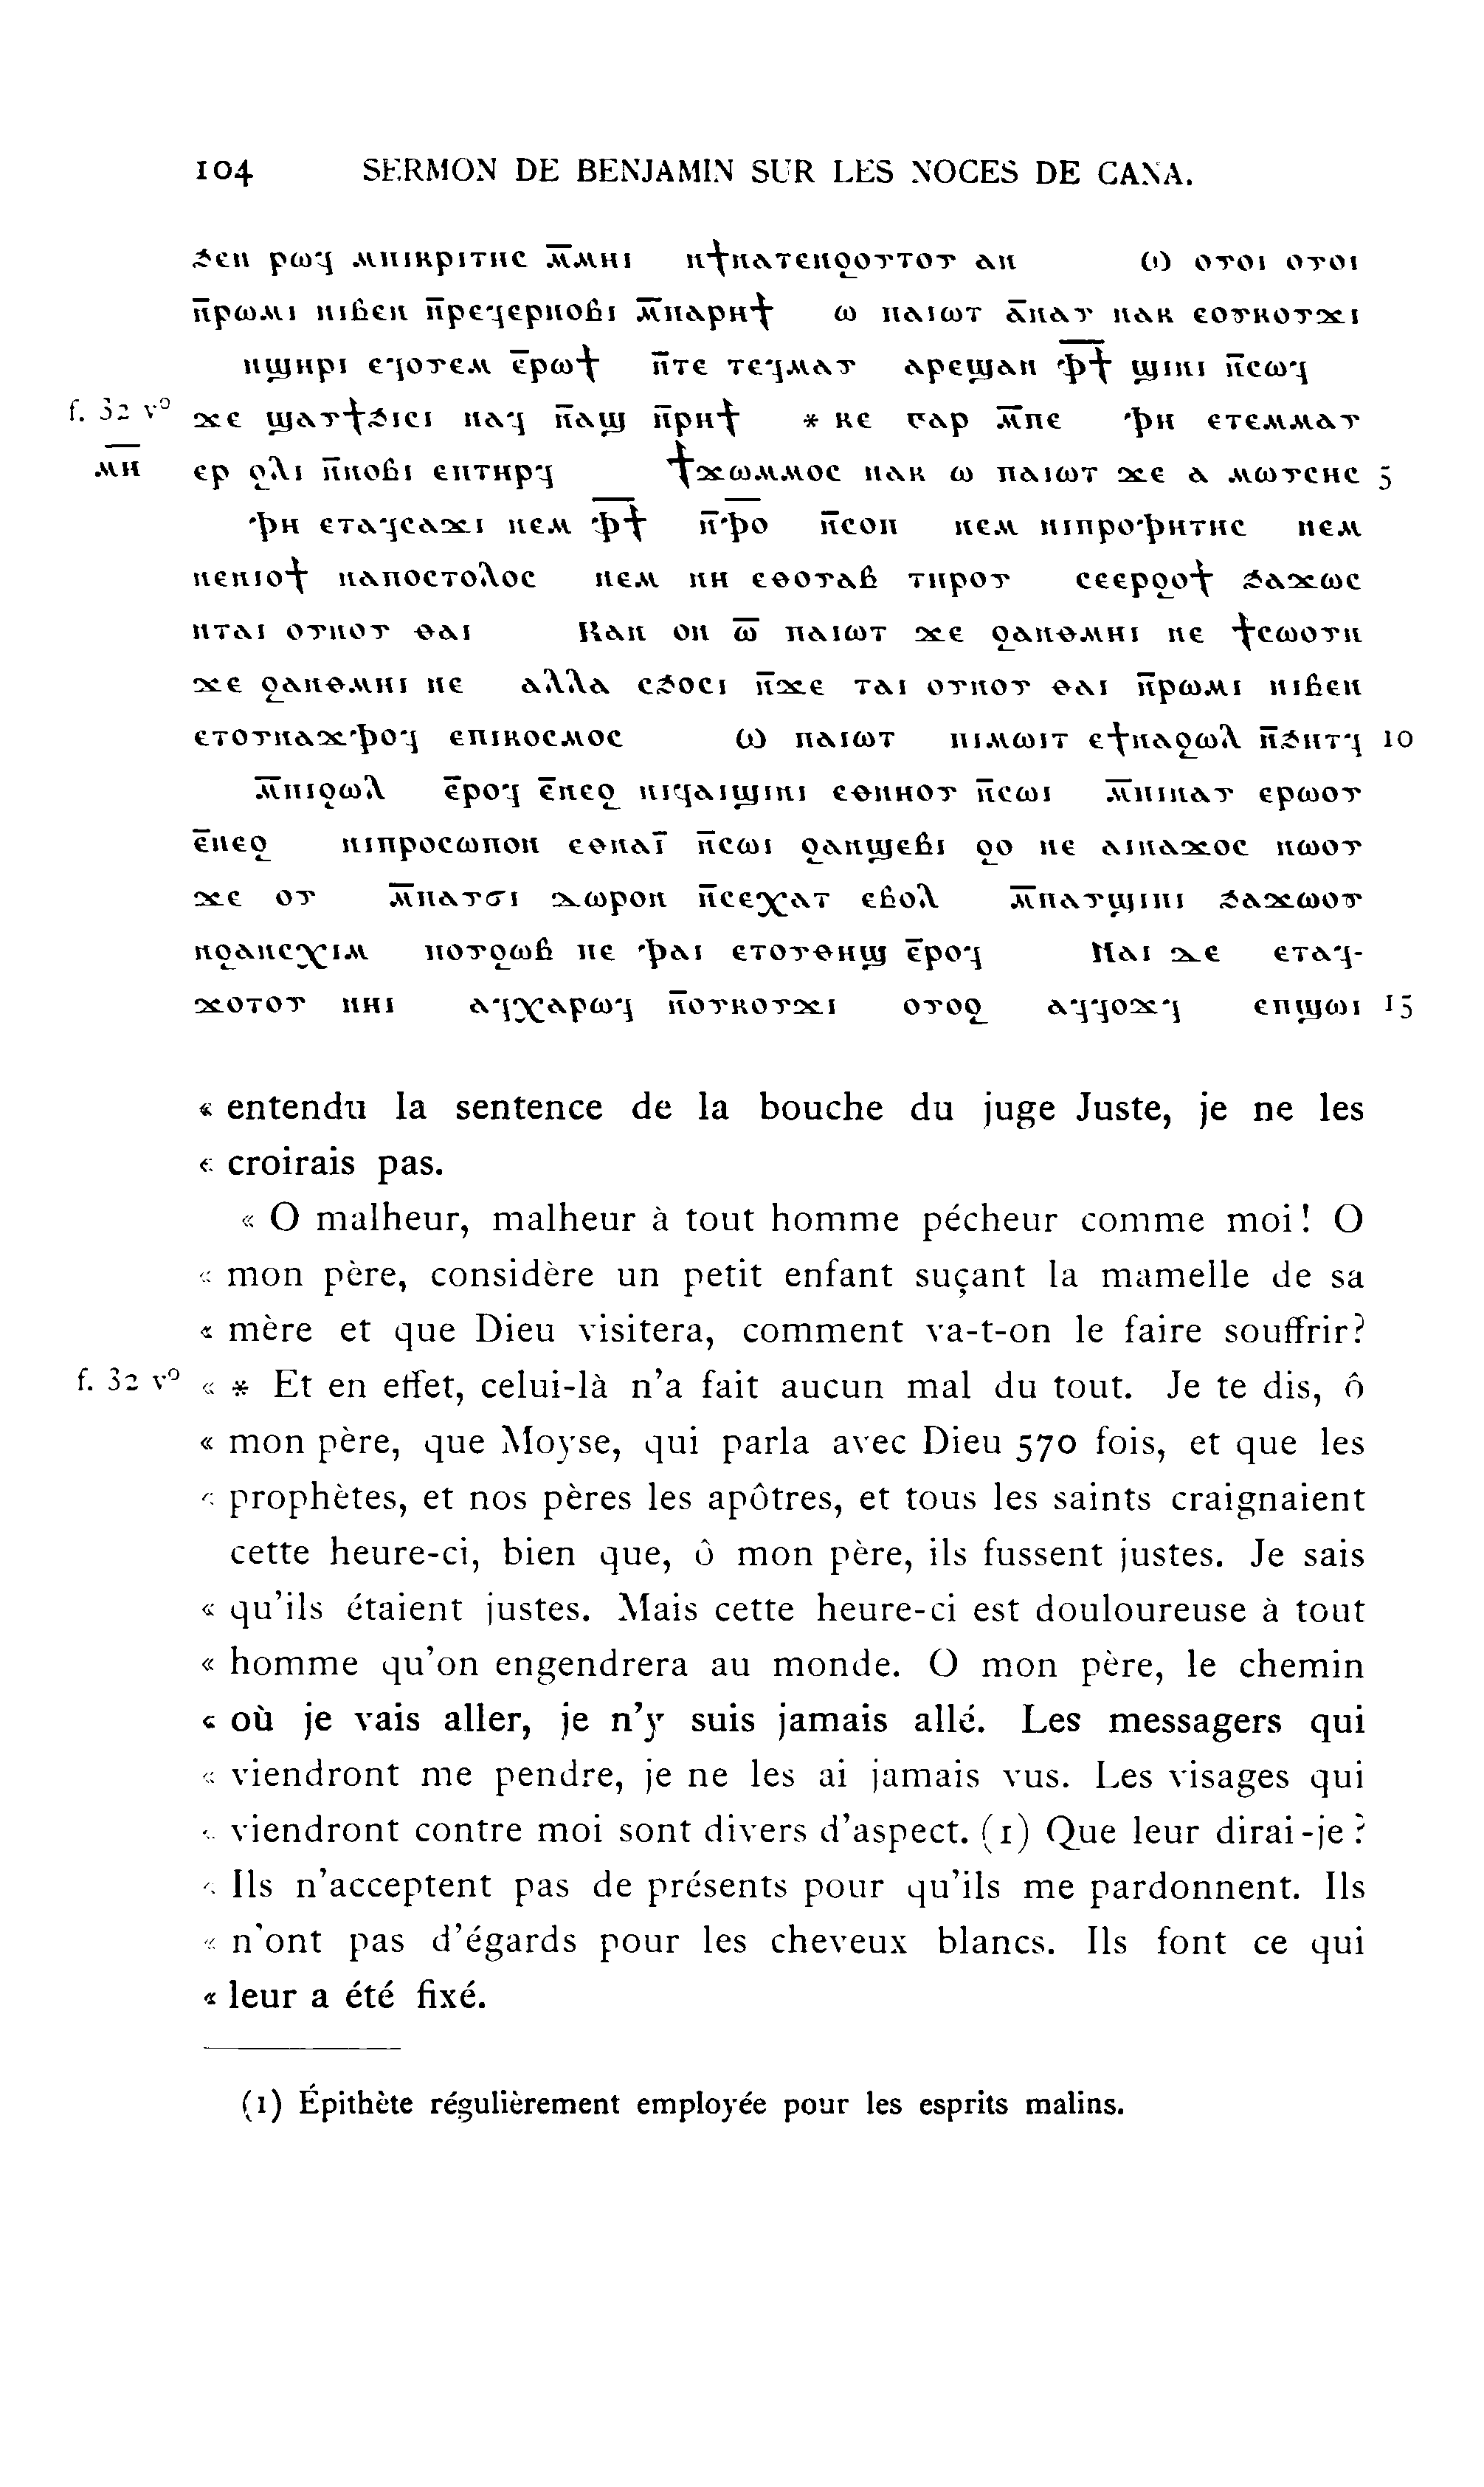 104 SERMON DE BENJAMIN SUR LES NOCES DE CANA.
ϧⲉⲛ ⲣⲱϥ ⲙⲡⲓⲕⲣⲓⲧⲏⲥ ⲙ̅ⲙⲏⲓ ⲛϯⲛⲁⲧⲉⲛϩⲟⲩⲧⲟⲩ ⲁⲛ Ⲱ ⲟⲩⲟⲓ ⲟⲩⲟⲓ
ⲛ̅ⲣⲱⲙⲓ ⲛⲓⲃⲉⲛ ⲛ̅ⲣⲉϥⲉⲣⲛⲟⲃⲓ ⲙ̅ⲡⲁⲣⲏϯ ⲱ ⲡⲁⲓⲱⲧ ⲁ̅ⲛⲁⲩ ⲛⲁⲕ ⲉⲟⲩⲕⲟⲩϫⲓ
ⲛϣⲏⲣⲓ ⲉϥⲟⲩⲉⲙ ⲉ̅ⲣⲱϯ ⲛ̅ⲧⲉ ⲧⲉϥⲙⲁⲩ ⲁⲣⲉϣⲁⲛ ⲫ̅ϯ̅ ϣⲓⲛⲓ ⲛ̅ⲥⲱϥ
f. 32 vº ϫⲉ ϣⲁⲩϯϧⲓⲥⲓ ⲛⲁϥ ⲛ̅ⲁϣ ⲛ̅ⲣⲏϯ * ⲕⲉ ⲅⲁⲣ ⲙ̅ⲡⲉ ⲫⲏ ⲉⲧⲉⲙⲙⲁⲩ
ⲙ̅ⲏ̅ ⲉⲣ ϩⲗⲓ ⲛ̅ⲛⲟⲃⲓ ⲉⲡⲧⲏⲣϥ ϯϫⲱⲙⲙⲟⲥ ⲛⲁⲕ ⲱ ⲡⲁⲓⲱⲧ ϫⲉ ⲁ ⲙⲱⲩⲥⲏⲥ 5
ⲫⲏ ⲉⲧⲁϥⲥⲁϫⲓ ⲛⲉⲙ ⲫ̅ϯ̅ ⲛ̅ⲫ̅ⲟ ⲛ̅ⲥⲟⲡ ⲛⲉⲙ ⲛⲓⲡⲣⲟⲫⲏⲧⲏⲥ ⲛⲉⲙ
ⲛⲉⲛⲓⲟϯ ⲛⲁⲡⲟⲥⲧⲟⲗⲟⲥ ⲛⲉⲙ ⲛⲏ ⲉⲑⲟⲩⲁⲃ ⲧⲏⲣⲟⲩ ⲥⲉⲉⲣϩⲟϯ ϧⲁϫⲱⲥ
ⲛⲧⲁⲓ ⲟⲩⲛⲟⲩ ⲑⲁⲓ Ⲕⲁⲛ ⲟⲛ ⲱ̅ ⲡⲁⲓⲱⲧ ϫⲉ ϩⲁⲛⲑⲙⲏⲓ ⲛⲉ ϯⲥⲱⲟⲩⲛ
ϫⲉ ϩⲁⲛⲑⲙⲏⲓ ⲛⲉ ⲁⲗⲗⲁ ⲥϧⲟⲥⲓ ⲛ̅ϫⲉ ⲧⲁⲓ ⲟⲩⲛⲟⲩ ⲑⲁⲓ ⲛ̅ⲣⲱⲙⲓ ⲛⲓⲃⲉⲛ
ⲉⲧⲟⲩⲛⲁϫⲫⲟϥ ⲉⲡⲓⲕⲟⲥⲙⲟⲥ Ⲱ ⲡⲁⲓⲱⲧ ⲡⲓⲙⲱⲓⲧ ⲉϯⲛⲁϩⲱⲗ ⲛ̅ϧⲏⲧϥ 10
ⲙ̅ⲡⲓϩⲱⲗ ⲉ̅ⲣⲟϥ ⲉ̅ⲛⲉϩ ⲛⲓϥⲁⲓϣⲓⲛⲓ ⲉⲑⲛⲏⲟⲩ ⲛ̅ⲥⲱⲓ ⲙ̅ⲡⲓⲛⲁⲩ ⲉⲣⲱⲟⲩ
ⲉ̅ⲛⲉϩ ⲛⲓⲡⲣⲟⲥⲱⲡⲟⲛ ⲉⲑⲛⲁⲓ̅ ⲛ̅ⲥⲱⲓ ϩⲁⲛϣⲉⲃⲓ ϩⲟ ⲛⲉ ⲁⲓⲛⲁϫⲟⲥ ⲛⲱⲟⲩ
ϫⲉ ⲟⲩ ⲙ̅ⲡⲁⲩϭⲓ ⲇⲱⲣⲟⲛ ⲛ̅ⲥⲉⲭⲁⲧ ⲉⲃⲟⲗ ⲙ̅ⲡⲁⲩϣⲓⲛⲓ ϧⲁϫⲱⲟⲩ
ⲛϩⲁⲛⲥⲭⲓⲙ ⲡⲟⲩϩⲱⲃ ⲡⲉ ⲫⲁⲓ ⲉⲧⲟⲩⲑⲏϣ ⲉ̅ⲣⲟϥ Ⲛⲁⲓ ⲇⲉ ⲉⲧⲁϥ-
ϫⲟⲧⲟⲩ ⲛⲏⲓ ⲁϥⲭⲁⲣⲱϥ ⲛ̅ⲟⲩⲕⲟⲩϫⲓ ⲟⲩⲟϩ ⲁϥϥⲟϫϥ ⲉⲡϣⲱⲓ 15
« entendu la sentence de la bouche du juge Juste, je ne les
« croirais pas.
« O malheur, malheur à tout homme pécheur comme moi! O
« mon père, considère un petit enfant suçant la mamelle de sa
« mère et que Dieu visitera, comment va-t-on le faire souffrir?
f. 32 vº « * Et en effet, celui-là n'a fait aucun mal du tout. Je te dis, ô
« mon père, que Moyse, qui parla avec Dieu 570 fois, et que les
« prophètes, et nos pères les apôtres, et tous les saints craignaient
cette heure-ci, bien que, ô mon père, ils fussent justes. Je sais
« qu'ils étaient justes. Mais cette heure-ci est douloureuse à tout
« homme qu'on engendrera au monde. O mon père, le chemin
« où je vais aller, je n'y suis jamais allé. Les messagers qui
« viendront me pendre, je ne les ai jamais vus. Les visages qui
« viendront contre moi sont divers d'aspect. (1) Que leur dirai-je?
« Ils n'acceptent pas de présents pour qu'ils me pardonnent. Ils
« n'ont pas d'égards pour les cheveux blancs. Ils font ce qui
« leur a été fixé.
(1) Épithète régulièrement employée pour les esprits malins.